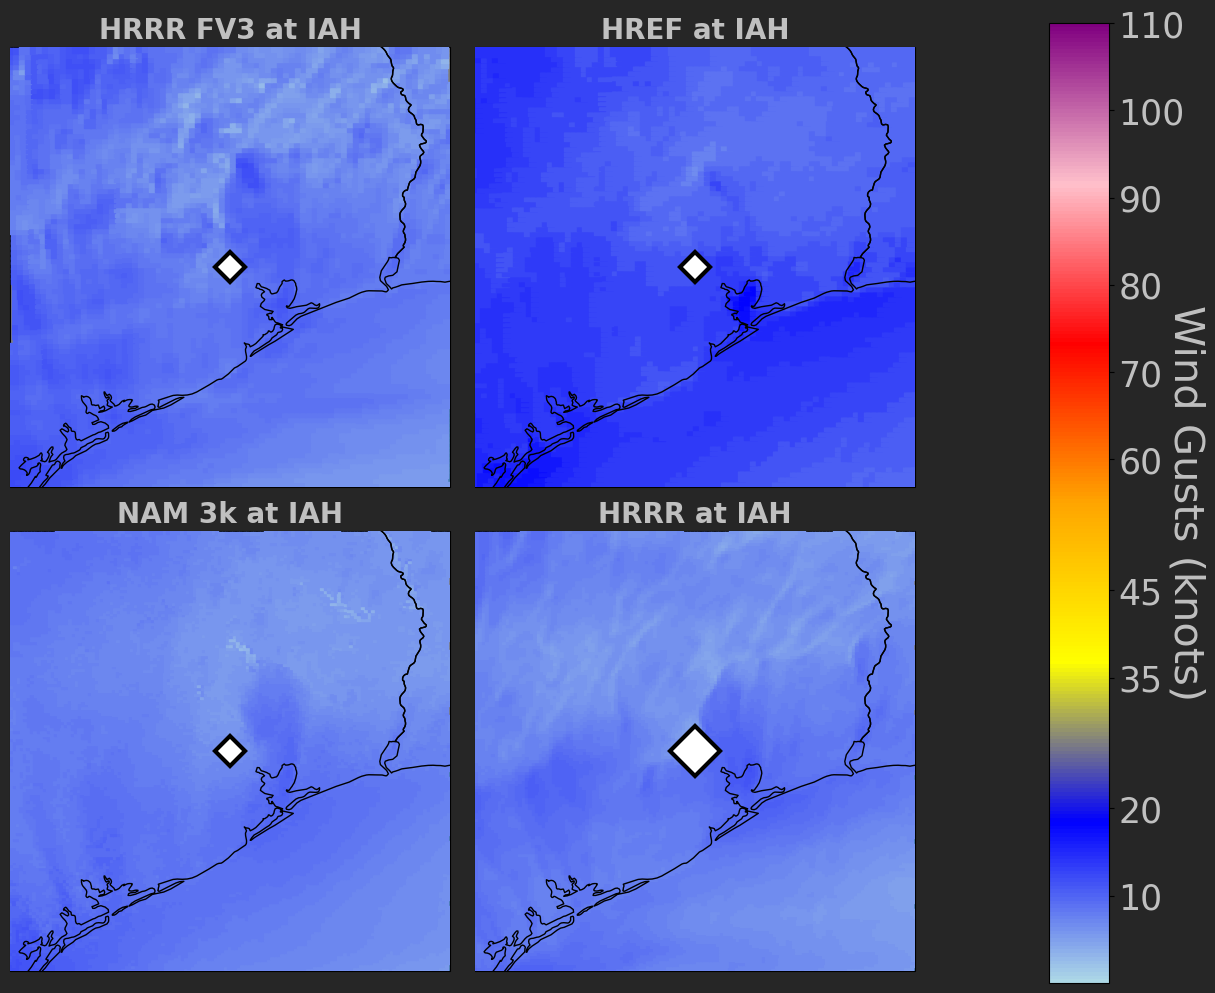 HRRR FV3 at IAH
HREF at IAH
NAM 3k at IAH
HRRR at IAH
110
100
90
80
70
60
45
35
20
10
Wind Gusts (knots)